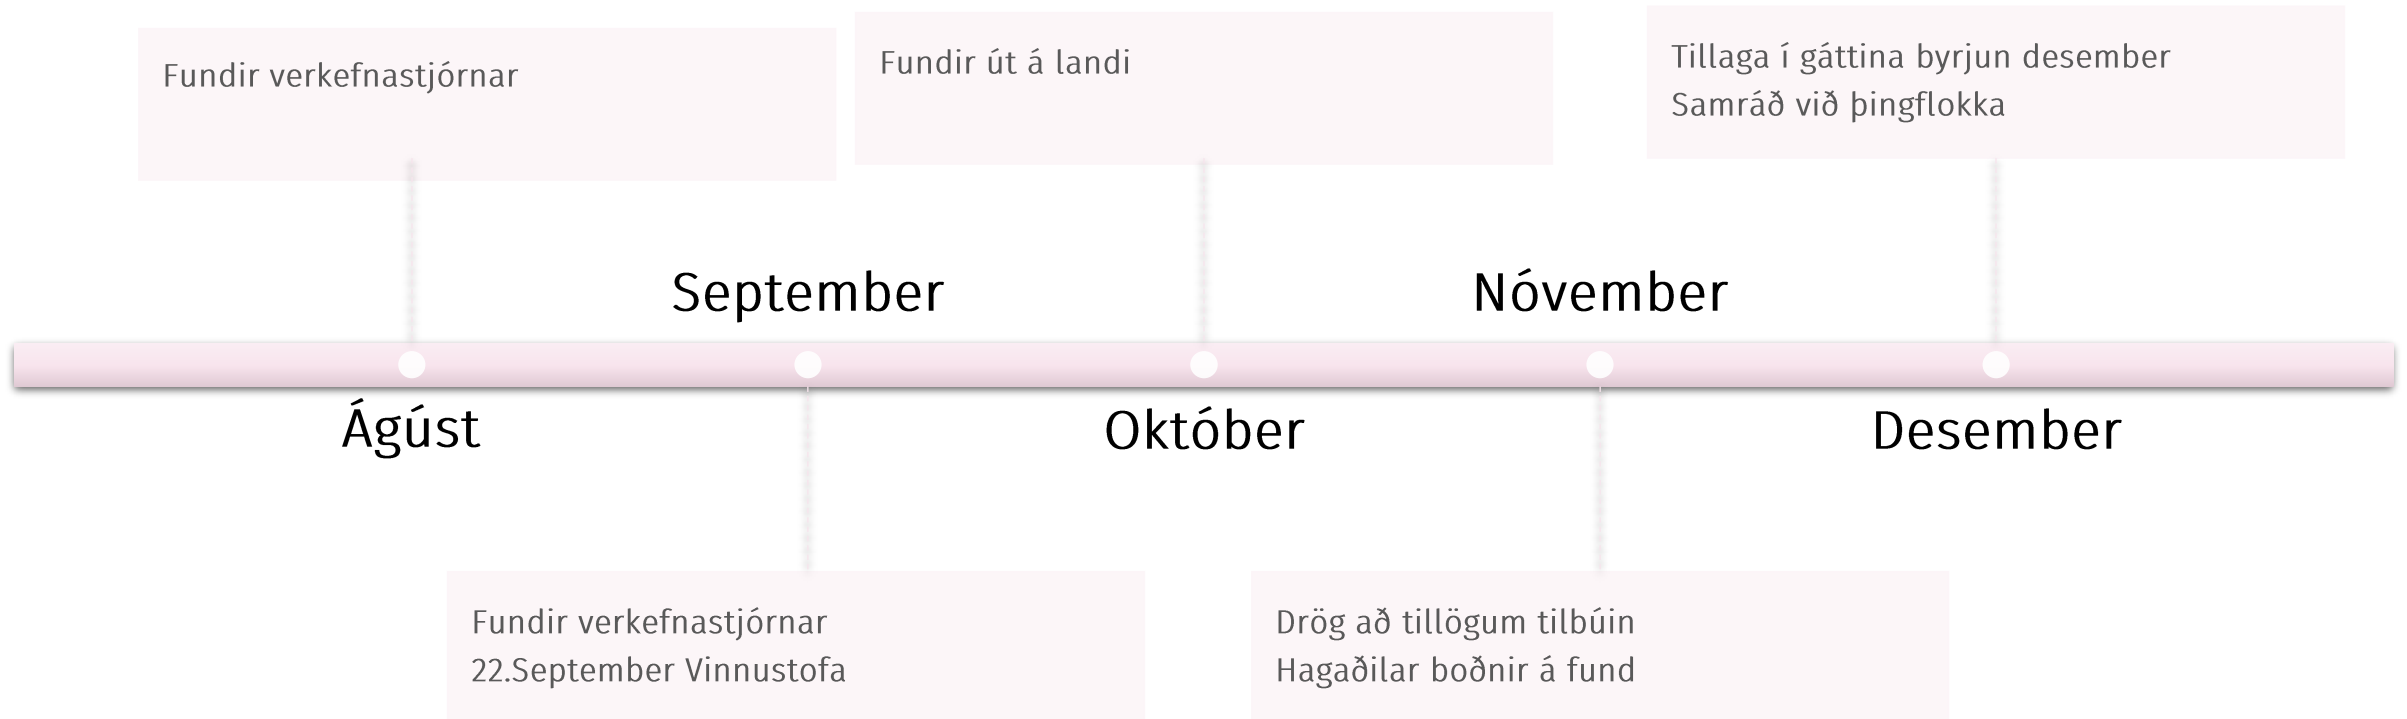 Fundir verkefnastjórnar
Fundir út á landi
Tillaga í gáttina byrjun desember
Samráð við þingflokka
September
Nóvember
Ágúst
Október
Desember
Fundir verkefnastjórnar
22.September Vinnustofa
Drög að tillögum tilbúin
Hagaðilar boðnir á fund